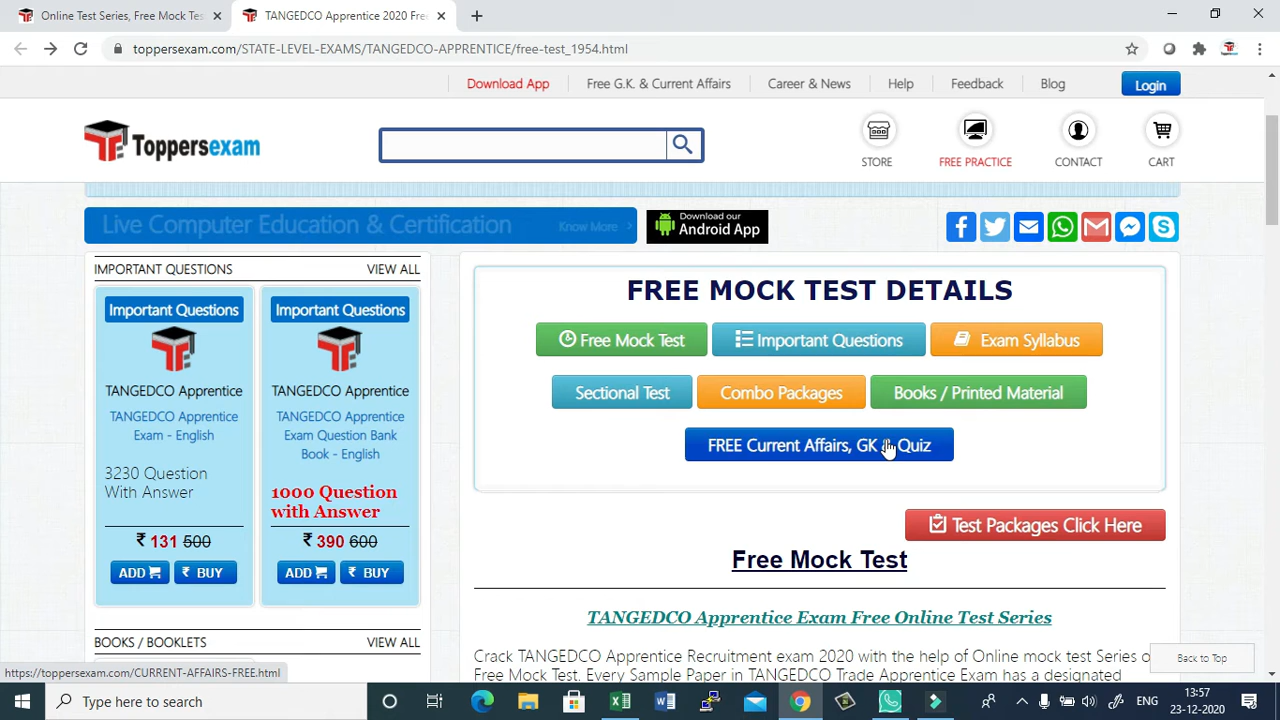 Online Test Series, Free Mock Tes
TANGEDCO Apprentice 2020 Free
toppersexam.com/STATE-LEVEL-EXAMS/TANGEDCO-APPRENTICE/free-test_1954.html
Download App
Free G.K. & Current Affairs
Career & News
Help
Feedback
Blog
Login
Toppersexam
STORE
FREE PRACTICE
CONTACT
CART
Live Computer Education & Certification
Know More
Download our
Android App
IMPORTANT QUESTIONS
VIEW ALL
Important Questions
TANGEDCO Apprentice
TANGEDCO Apprentice
Exam - English
3230 Question
With Answer
₹ 131 500
ADD
₹ BUY
Important Questions
TANGEDCO Apprentice
TANGEDCO Apprentice
Exam Question Bank
Book - English
1000 Question
with Answer
₹ 390 600
ADD
₹ BUY
BOOKS / BOOKLETS
VIEW ALL
FREE MOCK TEST DETAILS
Free Mock Test
Important Questions
Exam Syllabus
Sectional Test
Combo Packages
Books / Printed Material
FREE Current Affairs, GK Quiz
Test Packages Click Here
Free Mock Test
TANGEDCO Apprentice Exam Free Online Test Series
Crack TANGEDCO Apprentice Recruitment exam 2020 with the help of Online mock test Series o
Free Mock Test. Every Sample Paper in TANGEDCO Trade Apprentice Exam has a designated
Back to Top
https://toppersexam.com/CURRENT-AFFAIRS-FREE.html
Type here to search
ENG
13:57
23-12-2020